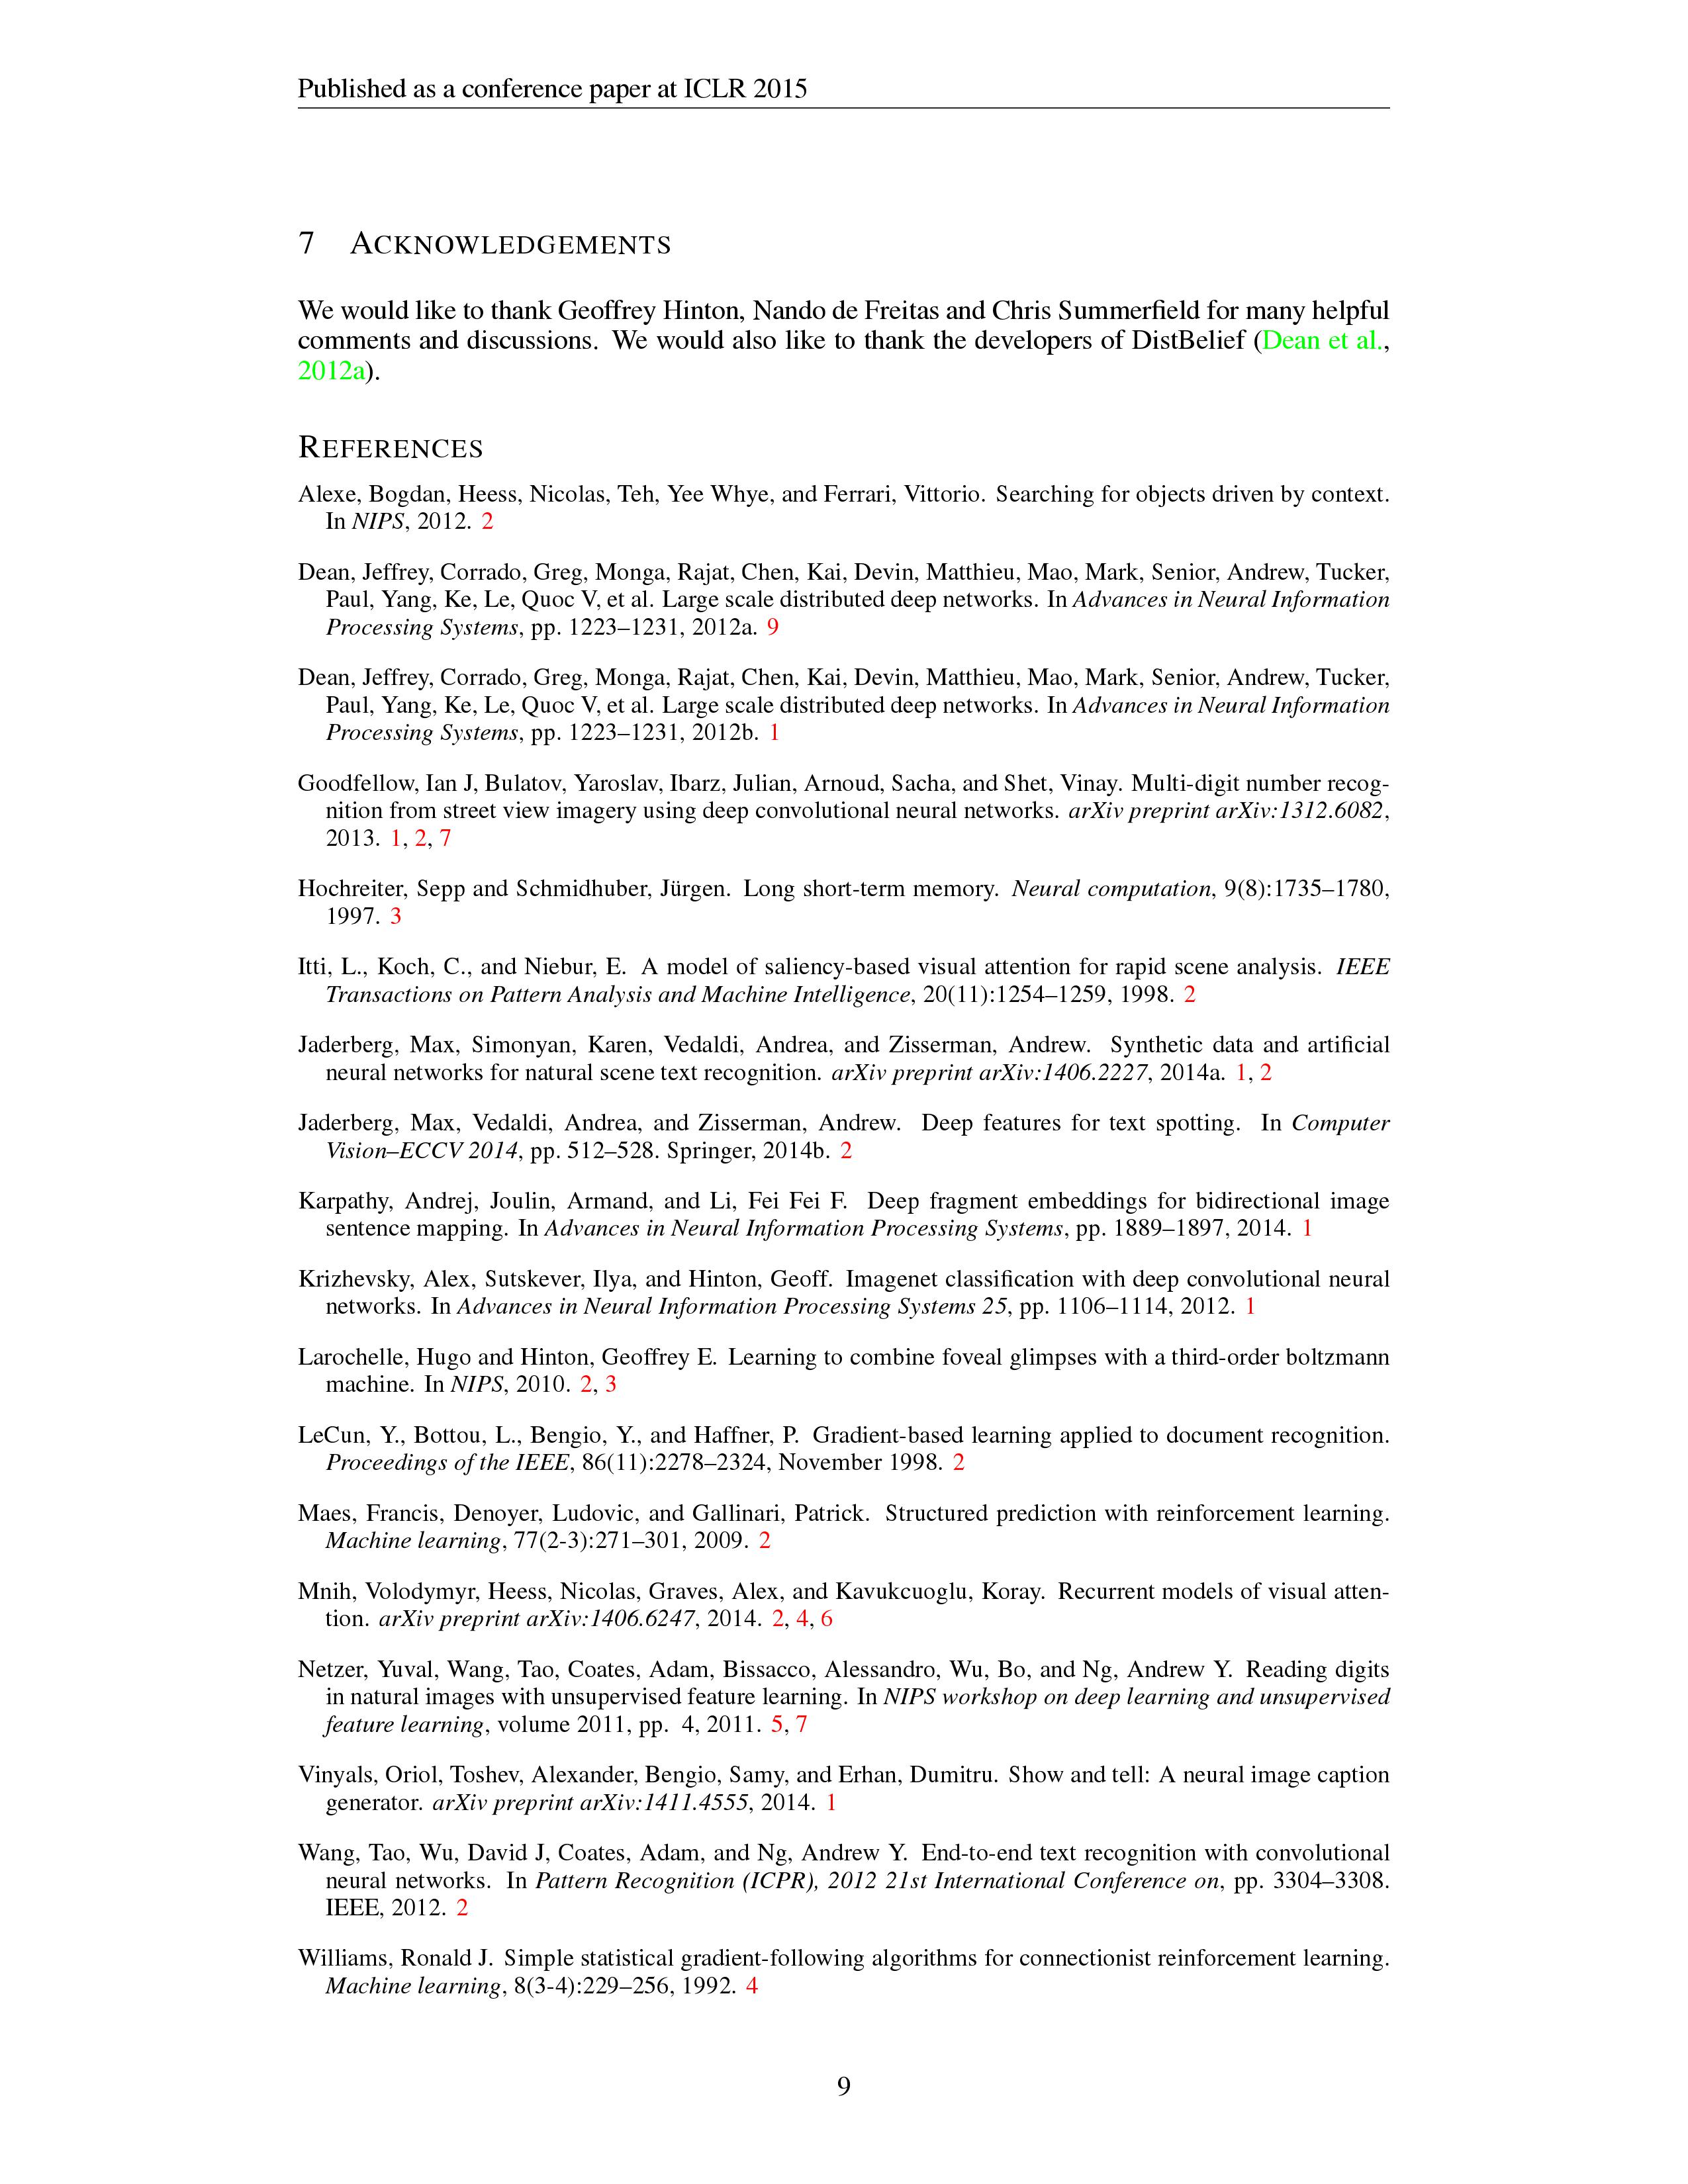 Published as a conference paper at ICLR 2015
7 ACKNOWLEDGEMENTS
We would like to thank Geoffrey Hinton, Nando de Freitas and Chris Summerfield for many helpful
comments and discussions. We would also like to thank the developers of DistBelief (Dean et al.,
2012a).
REFERENCES
Alexe, Bogdan, Heess, Nicolas, Teh, Yee Whye, and Ferrari, Vittorio. Searching for objects driven by context.
In NIPS, 2012. 2
Dean, Jeffrey, Corrado, Greg, Monga, Rajat, Chen, Kai, Devin, Matthieu, Mao, Mark, Senior, Andrew, Tucker,
Paul, Yang, Ke, Le, Quoc V, et al. Large scale distributed deep networks. In Advances in Neural Information
Processing Systems, pp. 1223–1231, 2012a. 9
Dean, Jeffrey, Corrado, Greg, Monga, Rajat, Chen, Kai, Devin, Matthieu, Mao, Mark, Senior, Andrew, Tucker,
Paul, Yang, Ke, Le, Quoc V, et al. Large scale distributed deep networks. In Advances in Neural Information
Processing Systems, pp. 1223–1231, 2012b. 1
Goodfellow, Ian J, Bulatov, Yaroslav, Ibarz, Julian, Arnoud, Sacha, and Shet, Vinay. Multi-digit number recog-
nition from street view imagery using deep convolutional neural networks. arXiv preprint arXiv:1312.6082,
2013. 1, 2, 7
Hochreiter, Sepp and Schmidhuber, Jürgen. Long short-term memory. Neural computation, 9(8):1735–1780,
1997. 3
Itti, L., Koch, C., and Niebur, E. A model of saliency-based visual attention for rapid scene analysis. IEEE
Transactions on Pattern Analysis and Machine Intelligence, 20(11):1254–1259, 1998. 2
Jaderberg, Max, Simonyan, Karen, Vedaldi, Andrea, and Zisserman, Andrew. Synthetic data and artificial
neural networks for natural scene text recognition. arXiv preprint arXiv:1406.2227, 2014a. 1, 2
Jaderberg, Max, Vedaldi, Andrea, and Zisserman, Andrew. Deep features for text spotting. In Computer
Vision–ECCV 2014, pp. 512–528. Springer, 2014b. 2
Karpathy, Andrej, Joulin, Armand, and Li, Fei Fei F. Deep fragment embeddings for bidirectional image
sentence mapping. In Advances in Neural Information Processing Systems, pp. 1889–1897, 2014. 1
Krizhevsky, Alex, Sutskever, Ilya, and Hinton, Geoff. Imagenet classification with deep convolutional neural
networks. In Advances in Neural Information Processing Systems 25, pp. 1106–1114, 2012. 1
Larochelle, Hugo and Hinton, Geoffrey E. Learning to combine foveal glimpses with a third-order boltzmann
machine. In NIPS, 2010. 2, 3
LeCun, Y., Bottou, L., Bengio, Y., and Haffner, P. Gradient-based learning applied to document recognition.
Proceedings of the IEEE, 86(11):2278–2324, November 1998. 2
Maes, Francis, Denoyer, Ludovic, and Gallinari, Patrick. Structured prediction with reinforcement learning.
Machine learning, 77(2-3):271–301, 2009. 2
Mnih, Volodymyr, Heess, Nicolas, Graves, Alex, and Kavukcuoglu, Koray. Recurrent models of visual atten-
tion. arXiv preprint arXiv:1406.6247, 2014. 2, 4, 6
Netzer, Yuval, Wang, Tao, Coates, Adam, Bissacco, Alessandro, Wu, Bo, and Ng, Andrew Y. Reading digits
in natural images with unsupervised feature learning. In NIPS workshop on deep learning and unsupervised
feature learning, volume 2011, pp. 4, 2011. 5, 7
Vinyals, Oriol, Toshev, Alexander, Bengio, Samy, and Erhan, Dumitru. Show and tell: A neural image caption
generator. arXiv preprint arXiv:1411.4555, 2014. 1
Wang, Tao, Wu, David J, Coates, Adam, and Ng, Andrew Y. End-to-end text recognition with convolutional
neural networks. In Pattern Recognition (ICPR), 2012 21st International Conference on, pp. 3304–3308.
IEEE, 2012. 2
Williams, Ronald J. Simple statistical gradient-following algorithms for connectionist reinforcement learning.
Machine learning, 8(3-4):229–256, 1992. 4
9